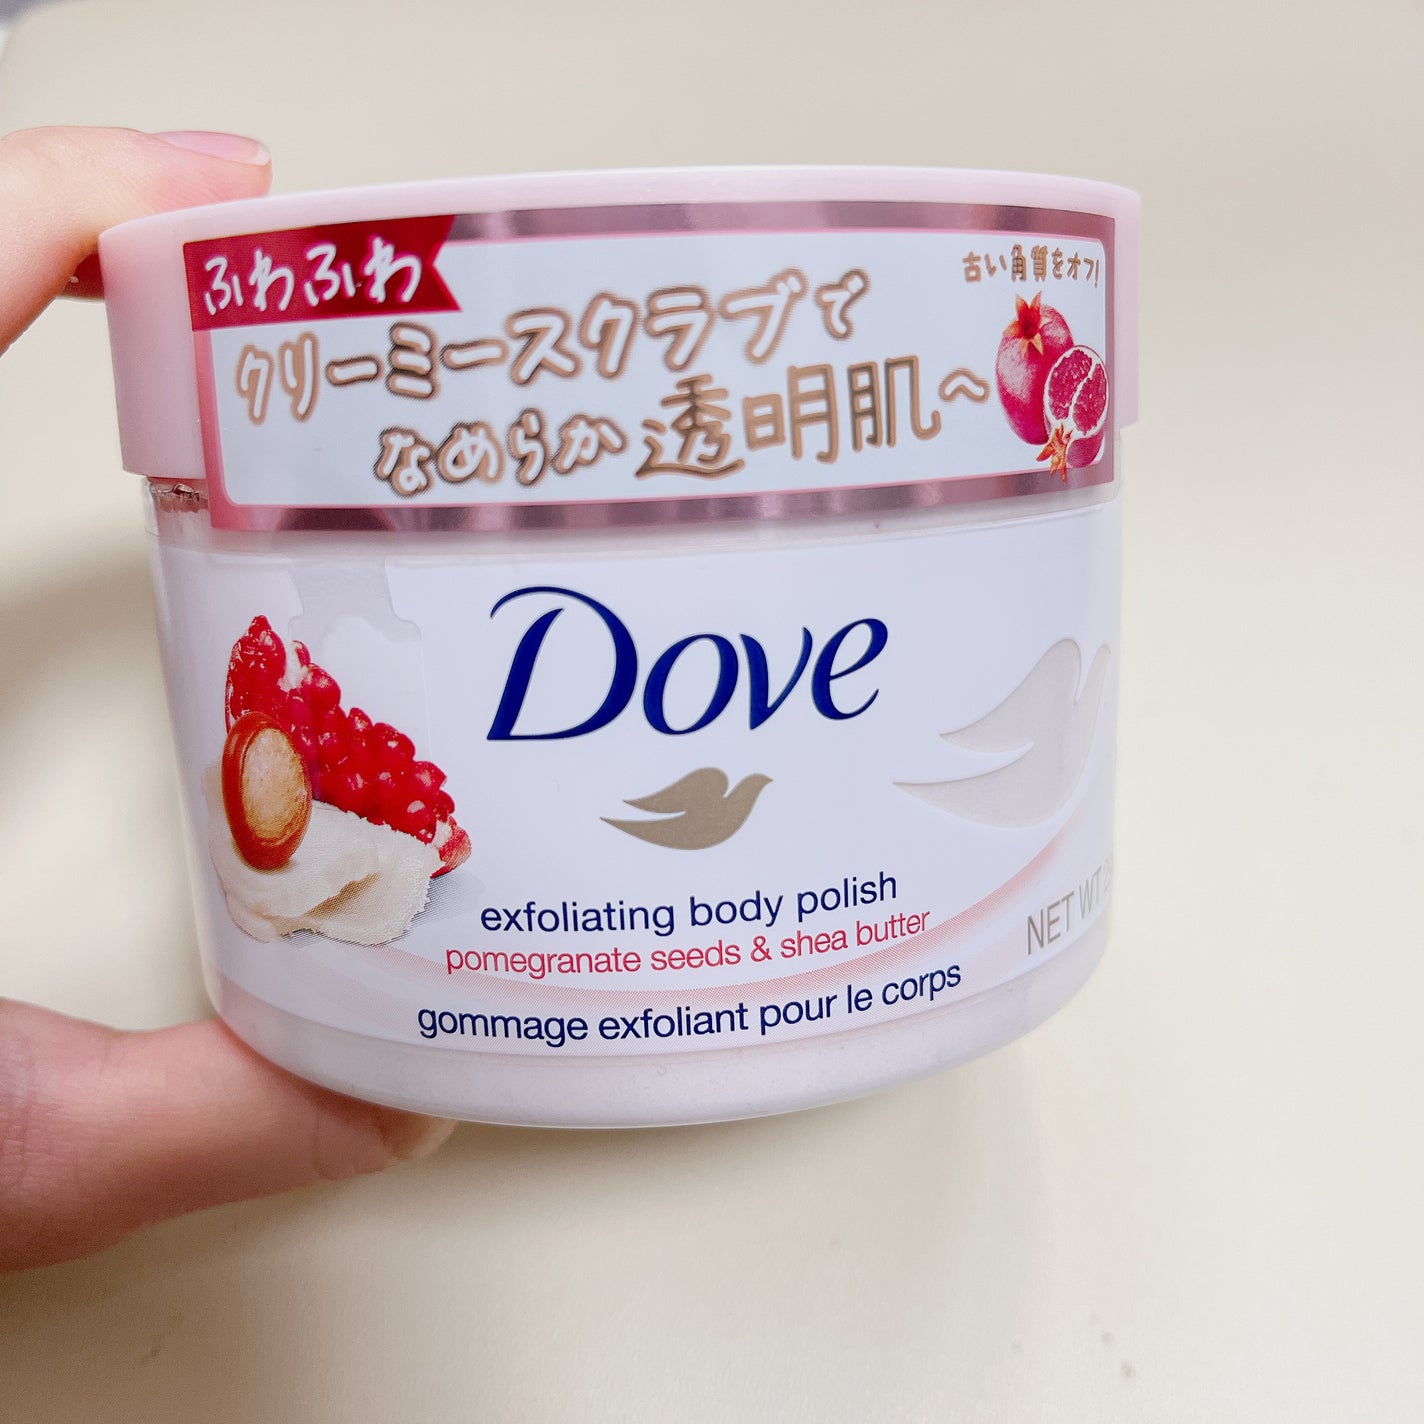 ふわふわ
古い角質をオフ!
クリーミースクラブで
なめらか透明肌へ
Dove
exfoliating body polish
pomegranate seeds & shea butter
gommage exfoliant pour le corps
NET WT